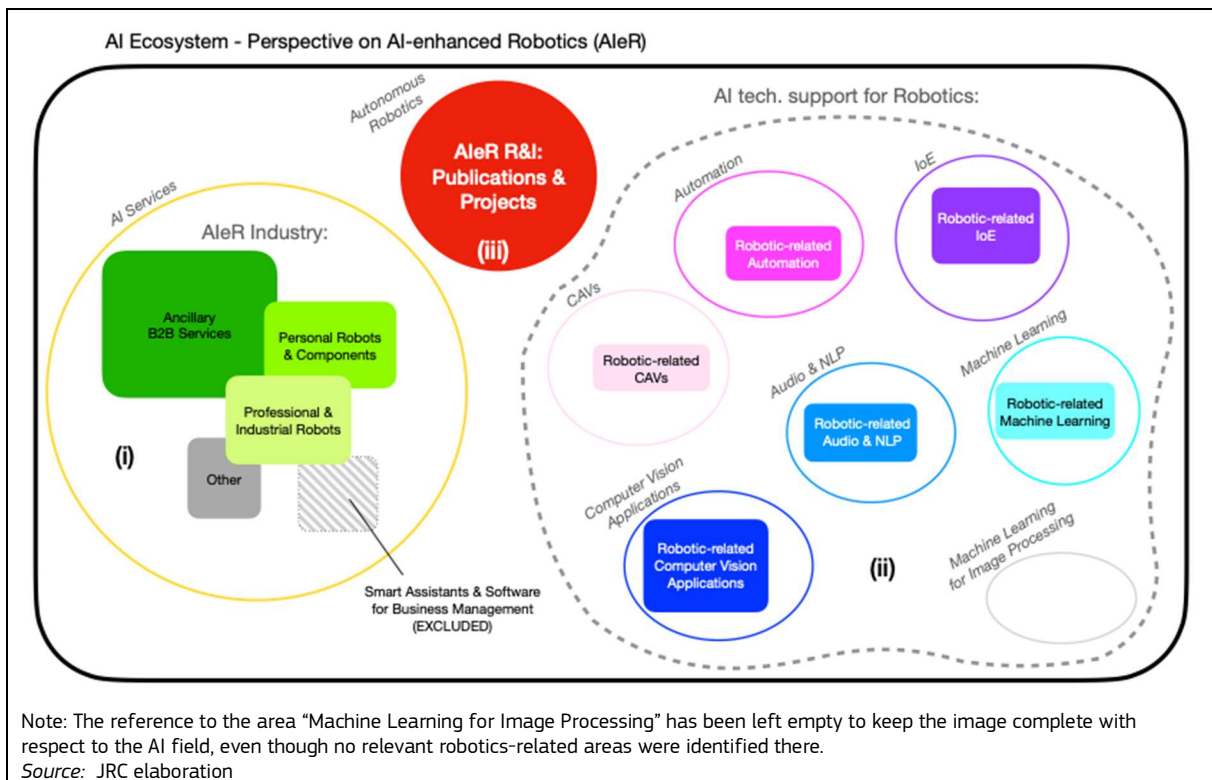 AI Ecosystem - Perspective on AI-enhanced Robotics (AIeR)
Autonomous
Robotics
AIeR R&I:
Publications &
Projects
(iii)
AI Services
AIeR Industry:
Ancillary
B2B Services
Personal Robots
& Components
Professional &
Industrial Robots
(i)
Other
Smart Assistants & Software
for Business Management
(EXCLUDED)
AI tech. support for Robotics:
Automation
Robotic-related
Automation
IoE
Robotic-related
IoE
CAVs
Robotic-related
CAVs
Audio & NLP
Robotic-related
Audio & NLP
Machine Learning
Robotic-related
Machine Learning
Computer Vision
Applications
Robotic-related
Computer Vision
Applications
(ii)
Machine Learning
for Image Processing
Note: The reference to the area “Machine Learning for Image Processing” has been left empty to keep the image complete with
respect to the AI field, even though no relevant robotics-related areas were identified there.
Source: JRC elaboration